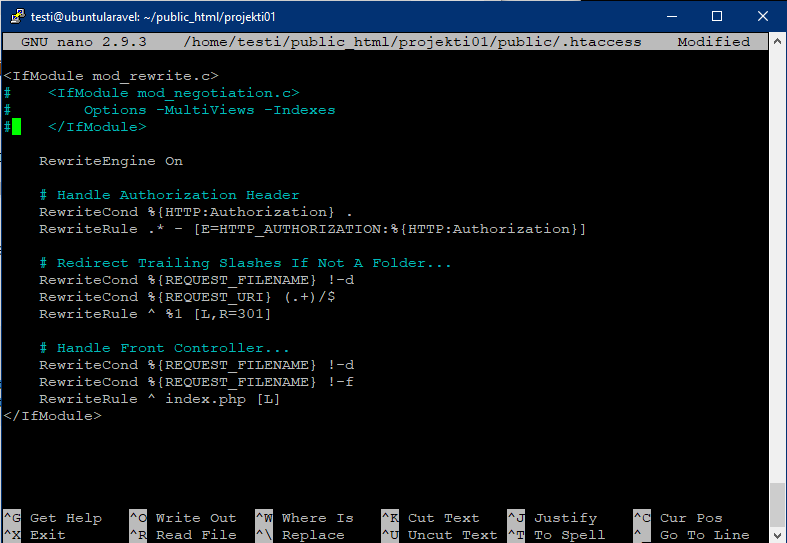 testi@ubuntularavel: ~/public_html/projekti01
GNU nano 2.9.3 /home/testi/public_html/projekti01/public/.htaccess Modified
<IfModule mod_rewrite.c>
# <IfModule mod_negotiation.c>
# Options -MultiViews -Indexes
# </IfModule>
RewriteEngine On
# Handle Authorization Header
RewriteCond %{HTTP:Authorization} .
RewriteRule .* - [E=HTTP_AUTHORIZATION:%{HTTP:Authorization}]
# Redirect Trailing Slashes If Not A Folder...
RewriteCond %{REQUEST_FILENAME} !-d
RewriteCond %{REQUEST_URI} (.+)/$
RewriteRule ^ %1 [L,R=301]
# Handle Front Controller...
RewriteCond %{REQUEST_FILENAME} !-d
RewriteCond %{REQUEST_FILENAME} !-f
RewriteRule ^ index.php [L]
</IfModule>
^G Get Help ^O Write Out ^W Where Is ^K Cut Text ^J Justify ^C Cur Pos
^X Exit ^R Read File ^\ Replace ^U Uncut Text ^T To Spell ^_ Go To Line